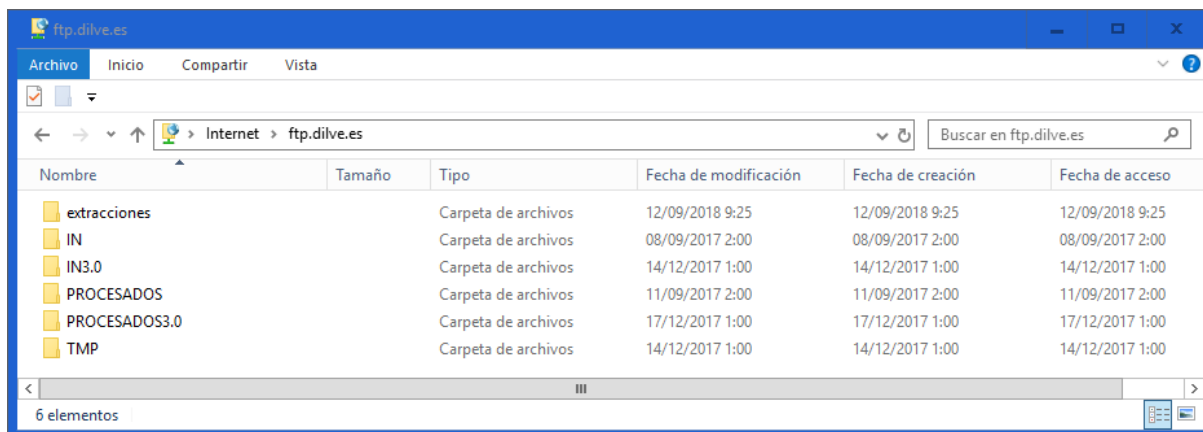 ftp.dilve.es
Archivo Inicio Compartir Vista
Internet > ftp.dilve.es Buscar en ftp.dilve.es
Nombre Tamaño Tipo Fecha de modificación Fecha de creación Fecha de acceso
extracciones Carpeta de archivos 12/09/2018 9:25 12/09/2018 9:25 12/09/2018 9:25
IN Carpeta de archivos 08/09/2017 2:00 08/09/2017 2:00 08/09/2017 2:00
IN3.0 Carpeta de archivos 14/12/2017 1:00 14/12/2017 1:00 14/12/2017 1:00
PROCESADOS Carpeta de archivos 11/09/2017 2:00 11/09/2017 2:00 11/09/2017 2:00
PROCESADOS3.0 Carpeta de archivos 17/12/2017 1:00 17/12/2017 1:00 17/12/2017 1:00
TMP Carpeta de archivos 14/12/2017 1:00 14/12/2017 1:00 14/12/2017 1:00
6 elementos